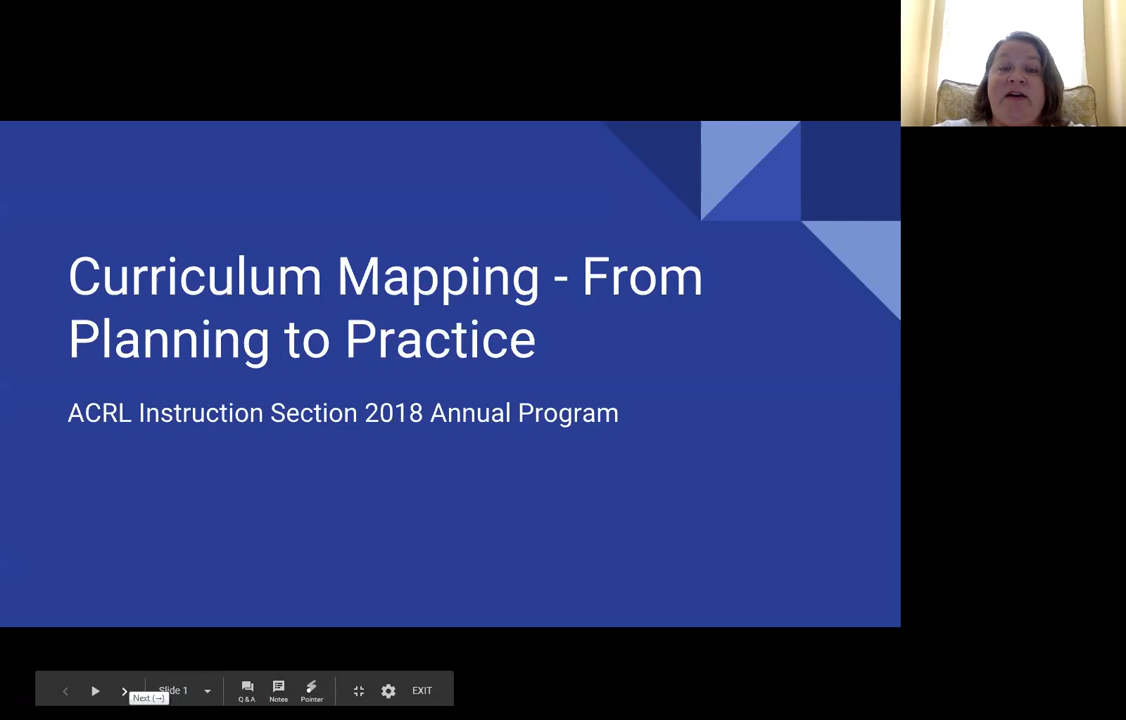 Curriculum Mapping - From
Planning to Practice
ACRL Instruction Section 2018 Annual Program
Slide 1
Next (→)
Q & A
Notes
Pointer
EXIT